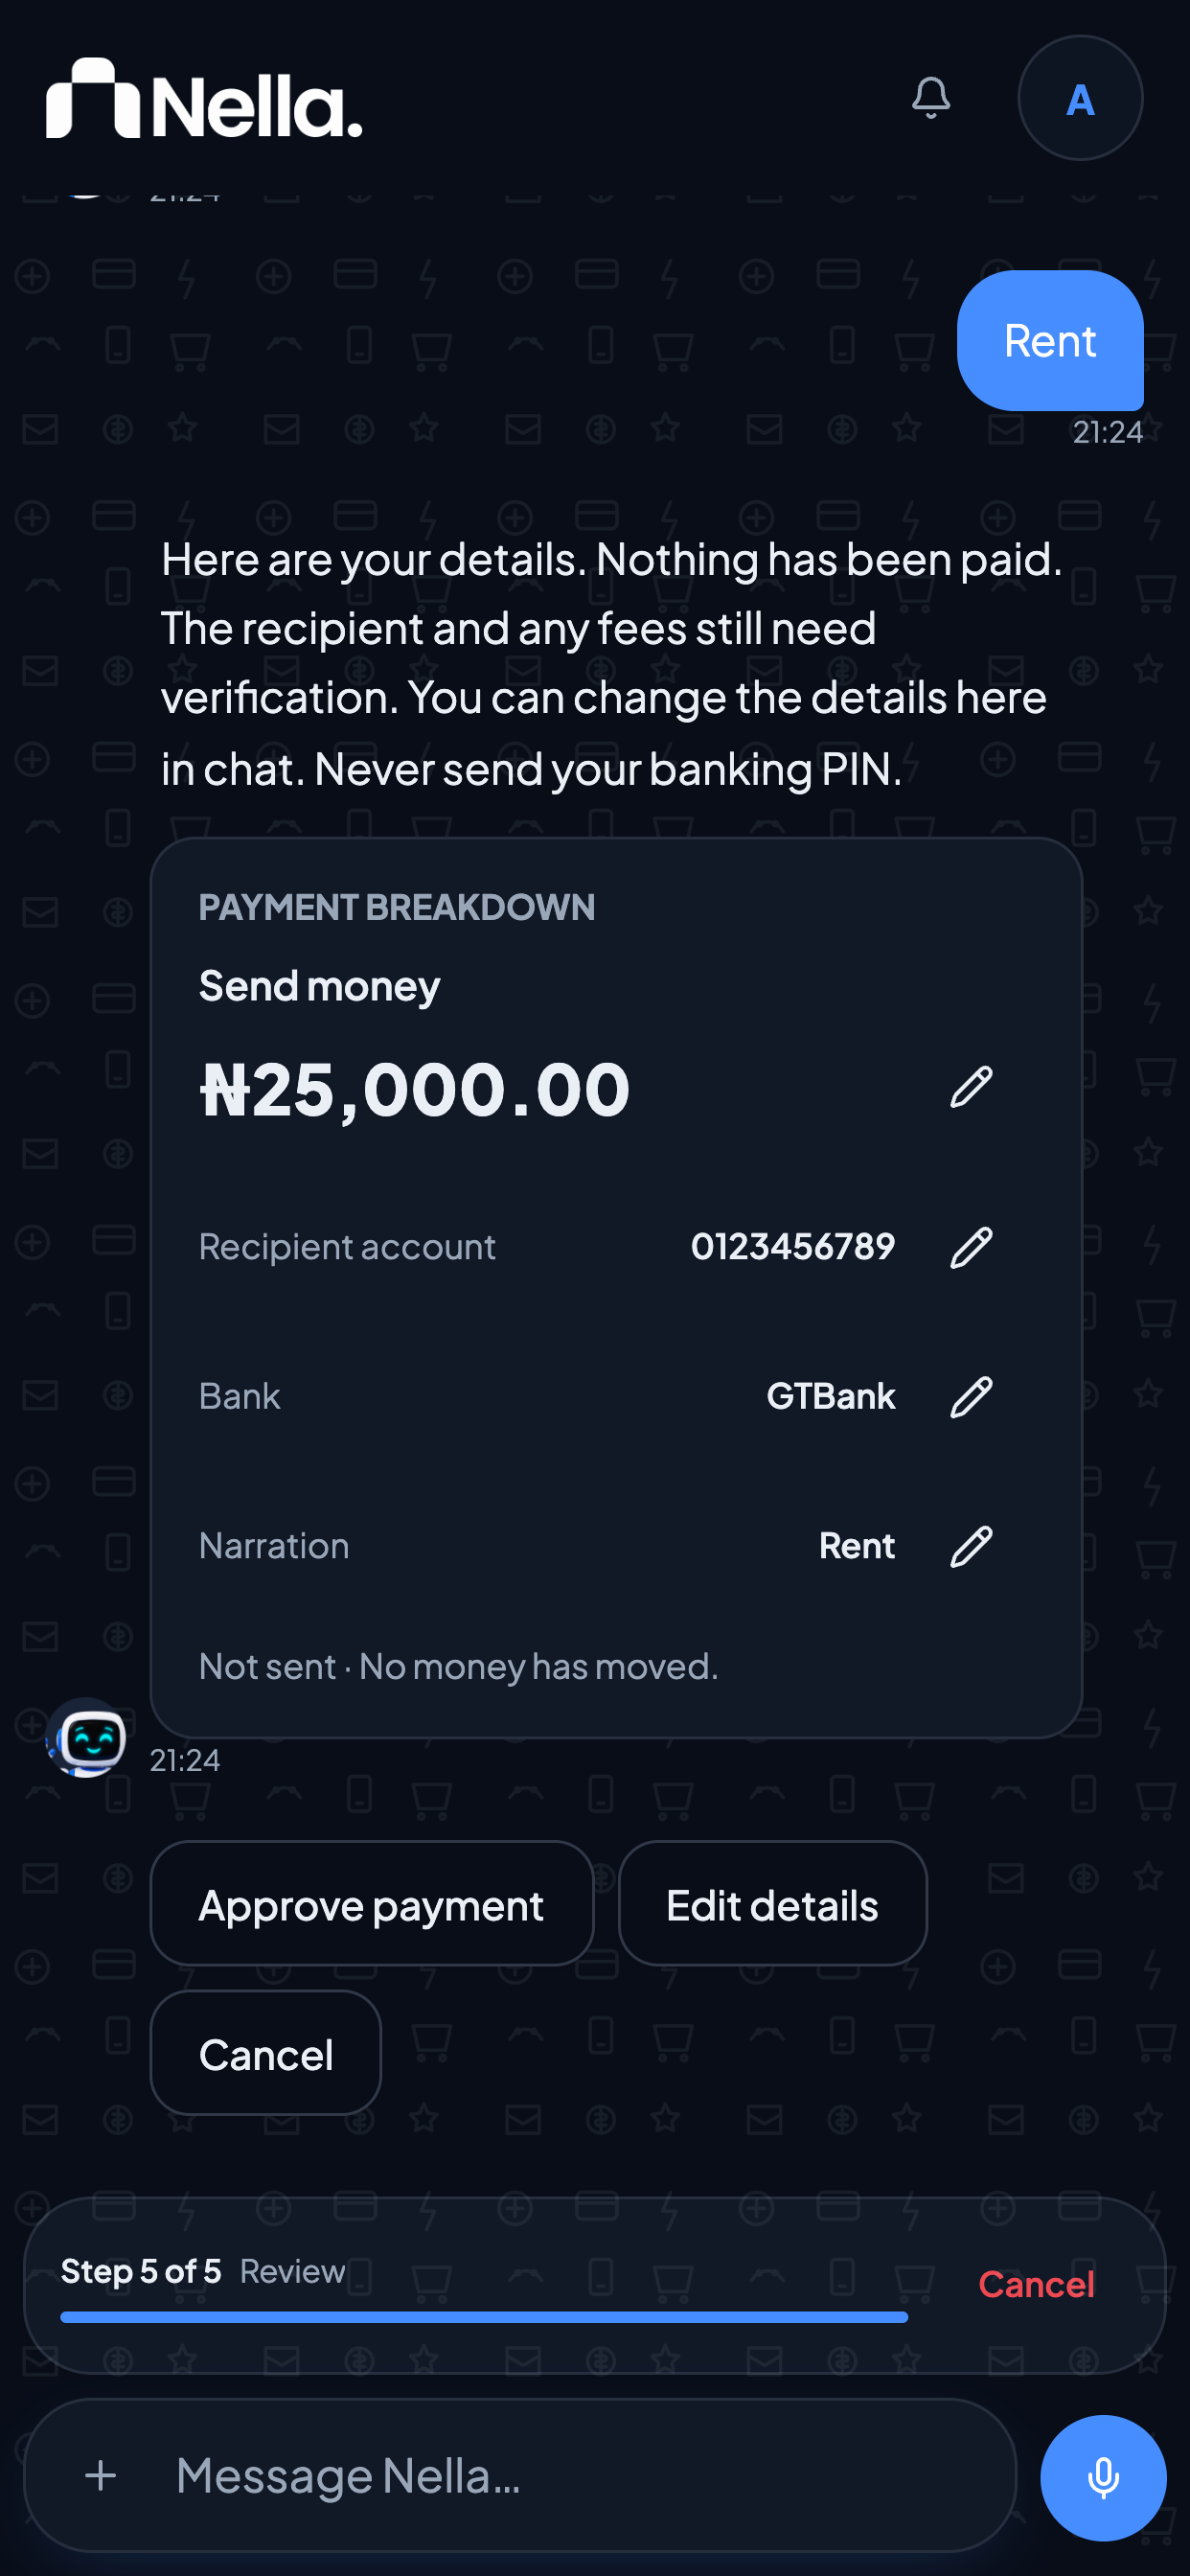 Nella.
A
Rent
21:24
Here are your details. Nothing has been paid.
The recipient and any fees still need
verification. You can change the details here
in chat. Never send your banking PIN.
PAYMENT BREAKDOWN
Send money
₦25,000.00
Recipient account 0123456789
Bank GTBank
Narration Rent
Not sent · No money has moved.
21:24
Approve payment Edit details
Cancel
Step 5 of 5 Review
Cancel
Message Nella...